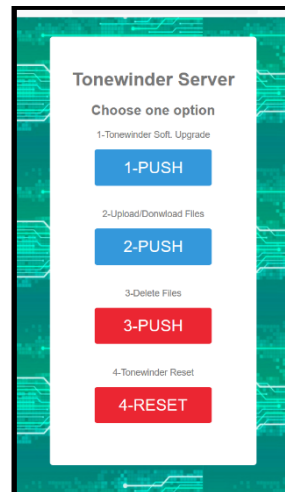 Tonewinder Server
Choose one option
1-Tonewinder Soft. Upgrade
1-PUSH
2-Upload/Donwload Files
2-PUSH
3-Delete Files
3-PUSH
4-Tonewinder Reset
4-RESET